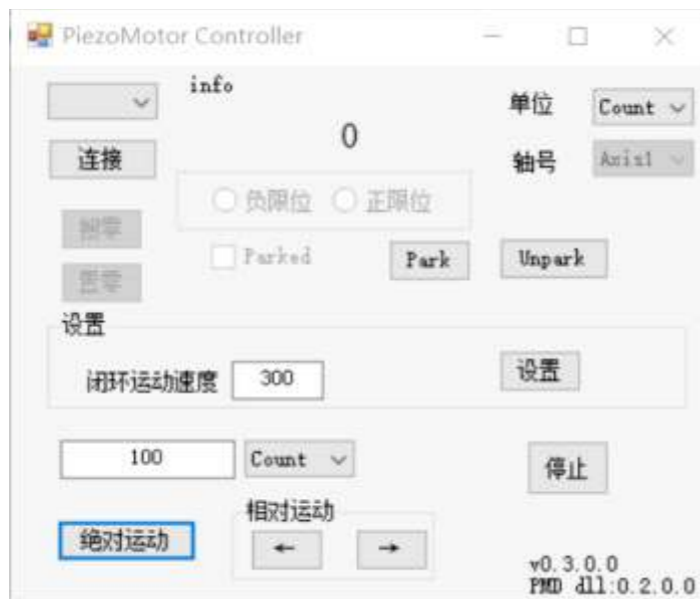 PiezoMotor Controller
info
单位
Count
0
连接
轴号
Axis1
负限位
正限位
Parked
Park
Unpark
置零
设置
闭环运动速度
300
设置
100
Count
停止
相对运动
绝对运动
←
→
v0.3.0.0
PMD dll:0.2.0.0